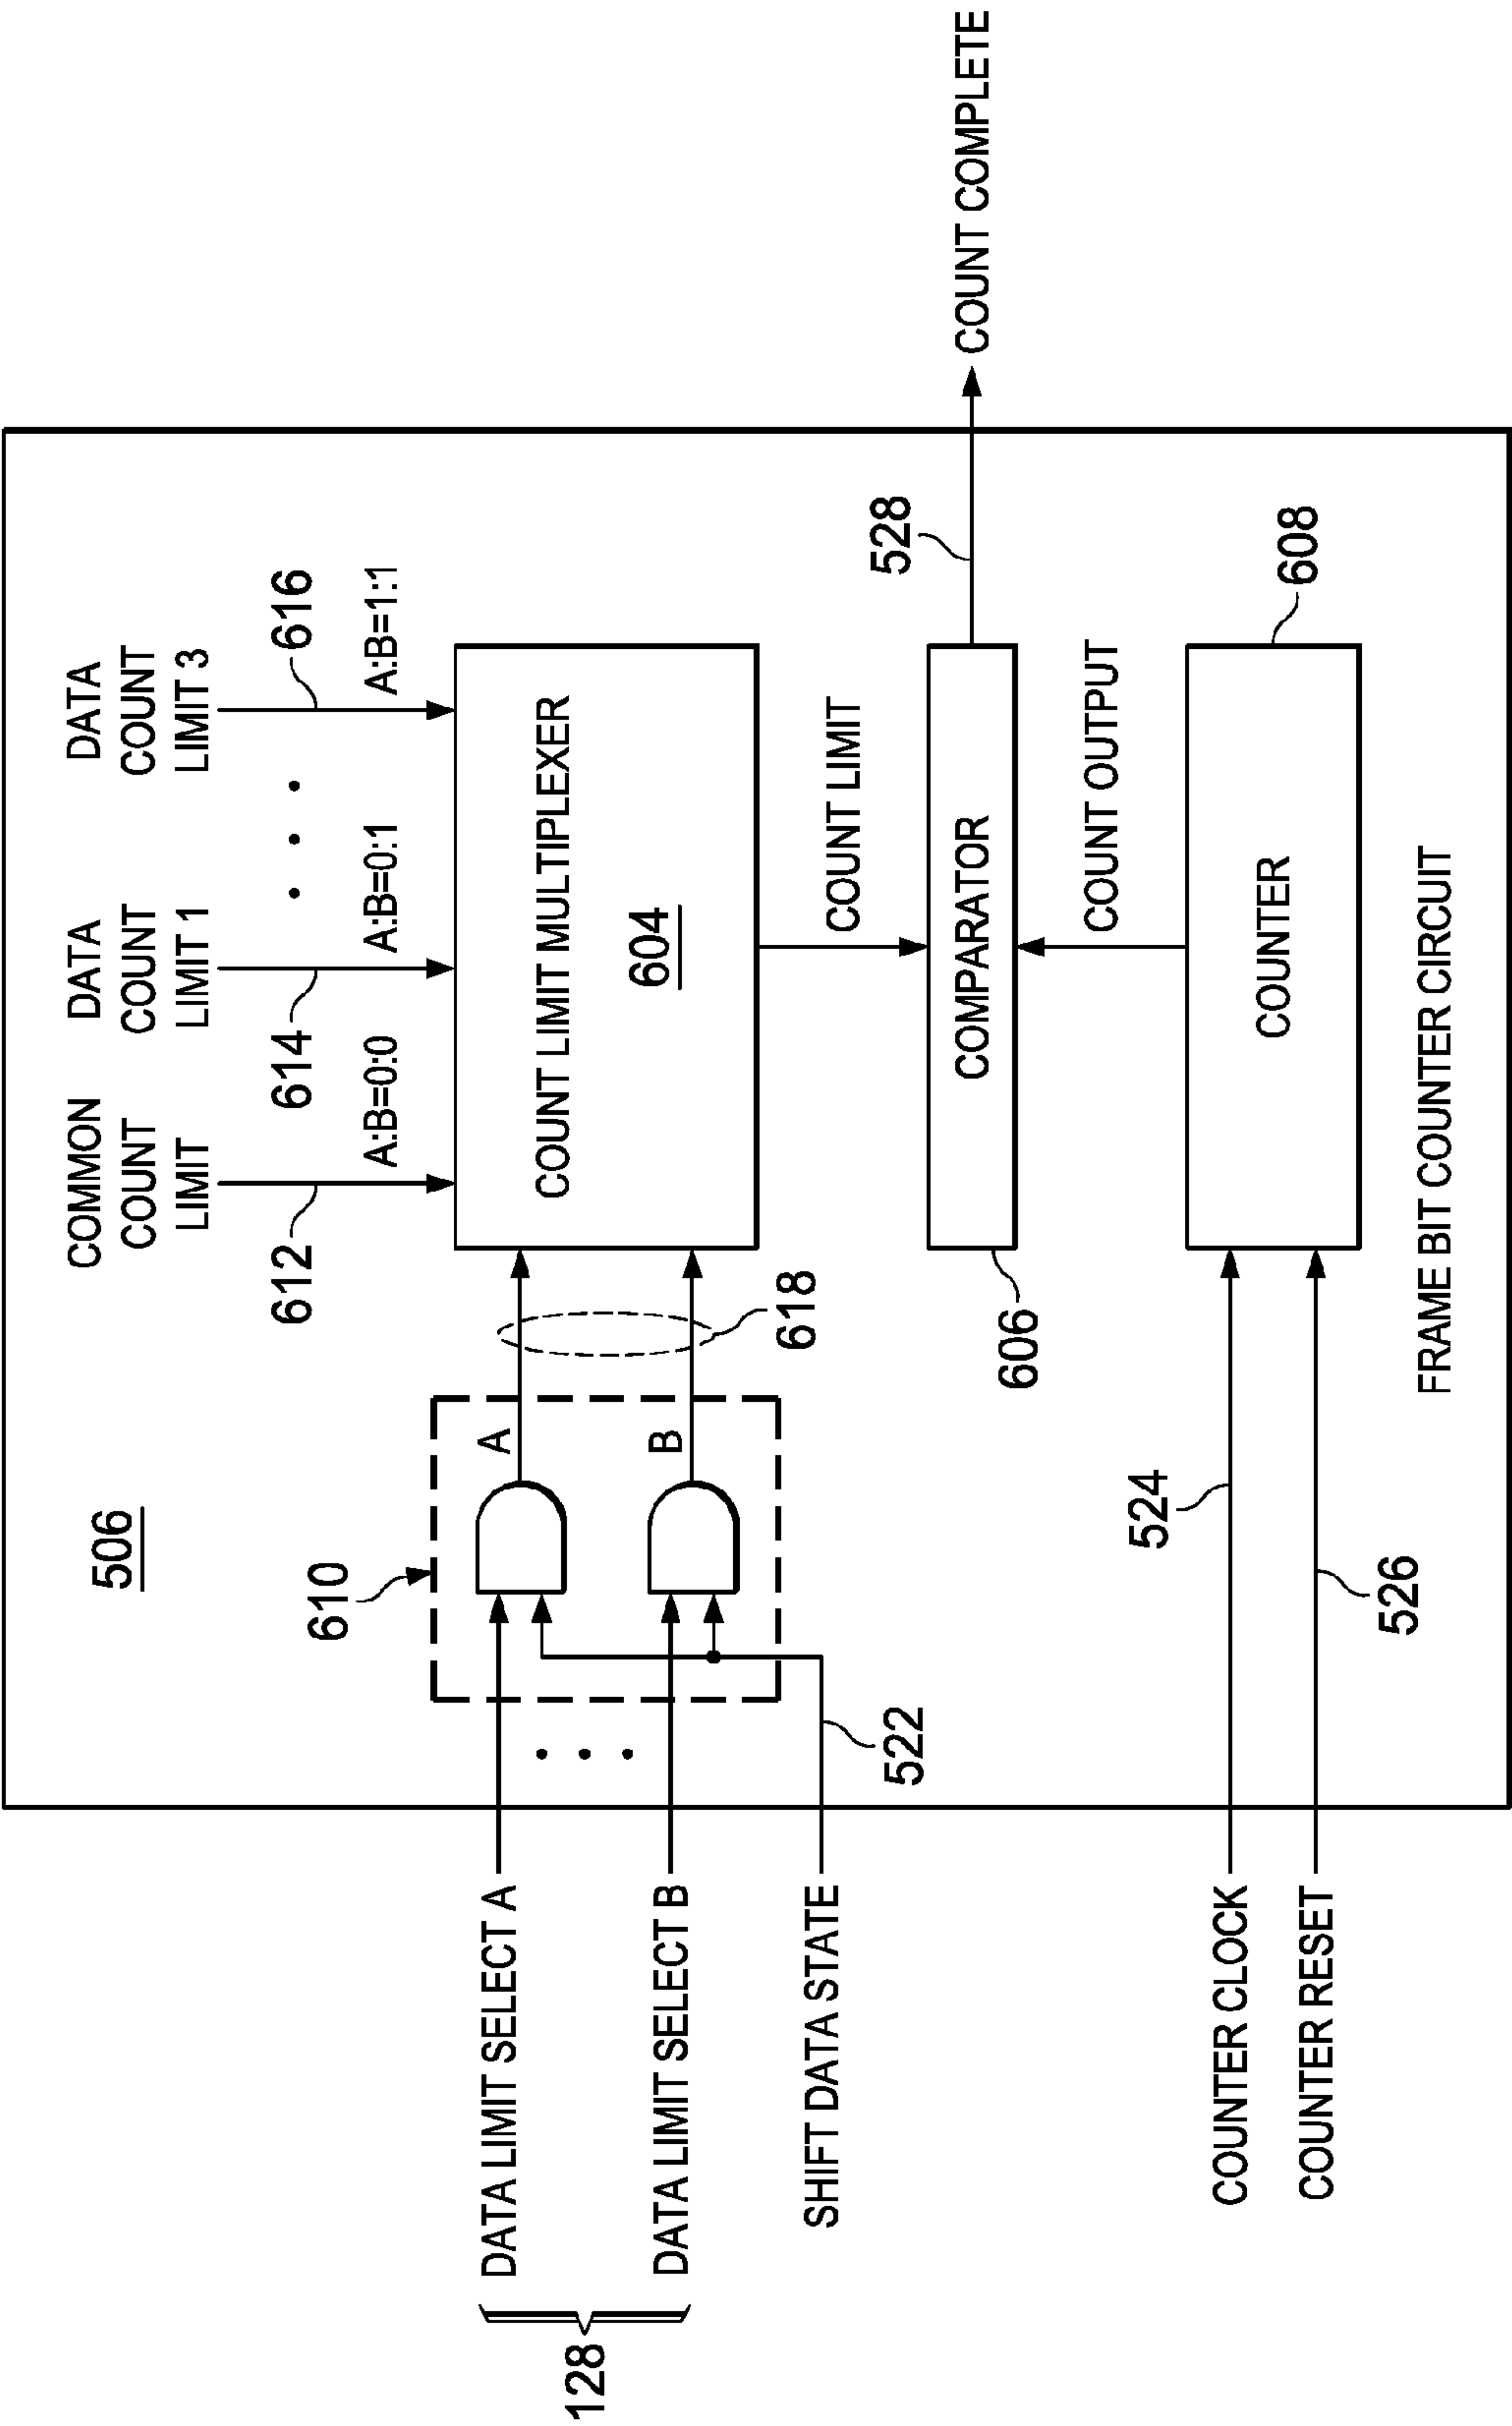 506
COMMON
COUNT
LIMIT
DATA
COUNT
LIMIT 1
DATA
COUNT
LIMIT 3
612
614
616
A:B=0:0
A:B=0:1
A:B=1:1
610
DATA LIMIT SELECT A
A
COUNT LIMIT MULTIPLEXER
128
604
DATA LIMIT SELECT B
B
618
SHIFT DATA STATE
522
COUNT LIMIT
528
COMPARATOR
COUNT COMPLETE
606
COUNT OUTPUT
524
COUNTER CLOCK
COUNTER
608
COUNTER RESET
526
FRAME BIT COUNTER CIRCUIT